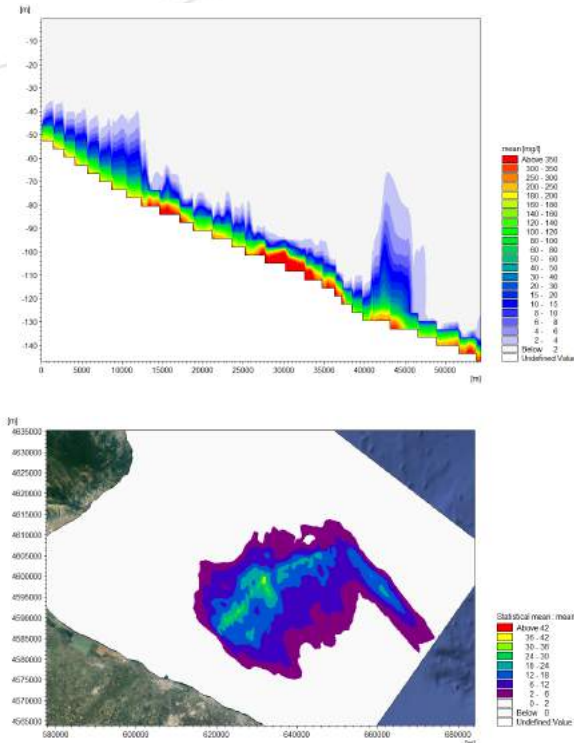 [m]
-10
-20
-30
-40
-50
-60
-70
-80
-90
-100
-110
-120
-130
-140
0 5000 10000 15000 20000 25000 30000 35000 40000 45000 50000
[m]
mean [mg/l]
Above 350
300 - 350
250 - 300
200 - 250
180 - 200
160 - 180
140 - 160
120 - 140
100 - 120
80 - 100
60 - 80
50 - 60
40 - 50
30 - 40
20 - 30
15 - 20
10 - 15
8 - 10
6 - 8
4 - 6
2 - 4
Below 2
Undefined Value
[m]
4635000
4630000
4625000
4620000
4615000
4610000
4605000
4600000
4595000
4590000
4585000
4580000
4575000
4570000
4565000
580000 600000 620000 640000 660000 680000
Statistical mean : mean
Above 42
36 - 42
30 - 36
24 - 30
18 - 24
12 - 18
6 - 12
2 - 6
0 - 2
Below 0
Undefined Value